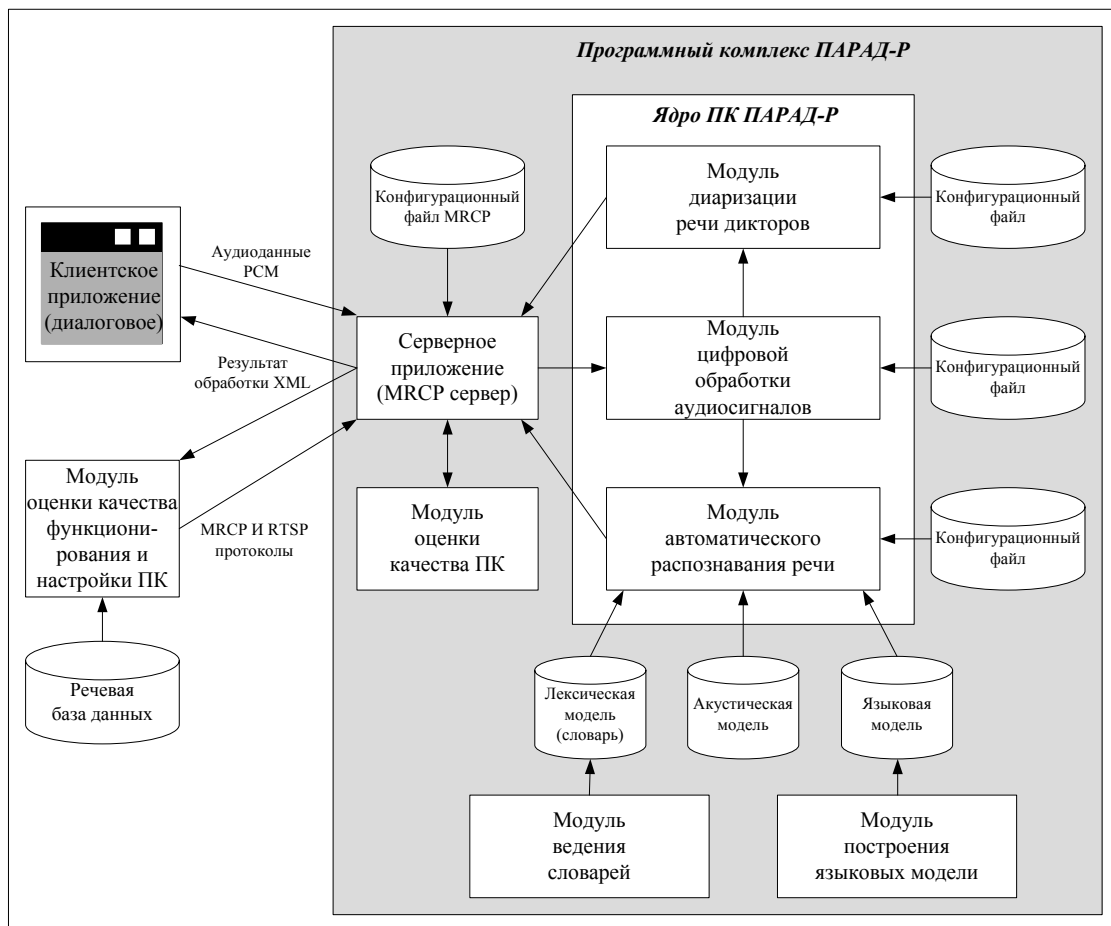 Программный комплекс ПАРАД-Р
Ядро ПК ПАРАД-Р
Конфигурационный
файл MRCP
Модуль
диаризации
речи дикторов
Конфигурационный
файл
Клиентское
приложение
(диалоговое)
Аудиоданные
PCM
Серверное
приложение
(MRCP сервер)
Модуль
цифровой
обработки
аудиосигналов
Конфигурационный
файл
Результат
обработки XML
Модуль
оценки качества
функциони-
рования и
настройки ПК
MRCP И RTSP
протоколы
Модуль
оценки
качества ПК
Модуль
автоматического
распознавания речи
Конфигурационный
файл
Речевая
база данных
Лексическая
модель
(словарь)
Акустическая
модель
Языковая
модель
Модуль
ведения
словарей
Модуль
построения
языковых модели